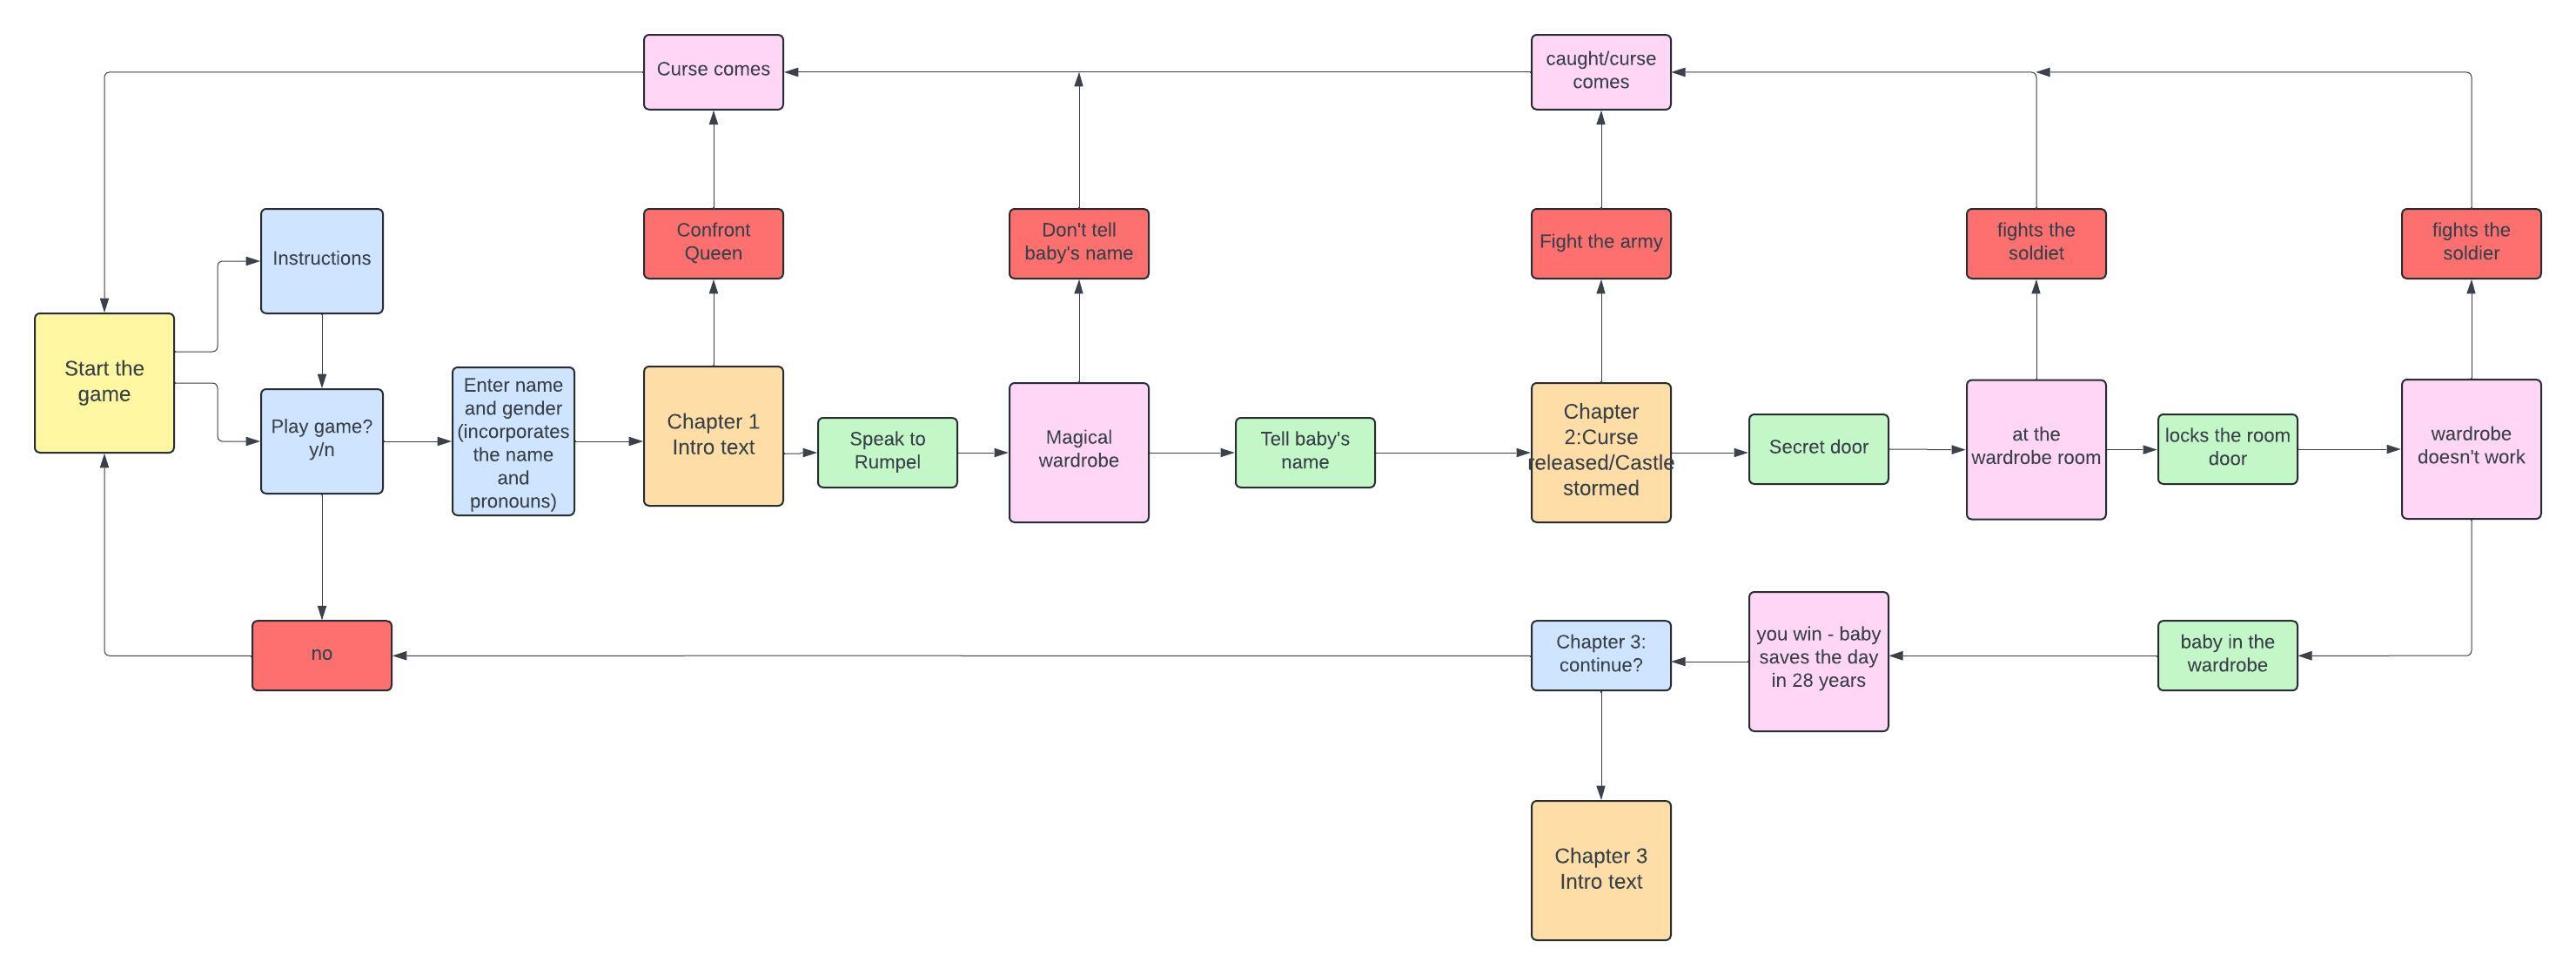 Curse comes
caught/curse
comes
Instructions
Confront
Queen
Don't tell
baby's name
Fight the army
fights the
soldiet
fights the
soldier
Start the
game
Play game?
y/n
Enter name
and gender
(incorporates
the name
and
pronouns)
Chapter 1
Intro text
Speak to
Rumpel
Magical
wardrobe
Tell baby's
name
Chapter
2:Curse
released/Castle
stormed
Secret door
at the
wardrobe room
locks the room
door
wardrobe
doesn't work
no
Chapter 3:
continue?
you win - baby
saves the day
in 28 years
baby in the
wardrobe
Chapter 3
Intro text